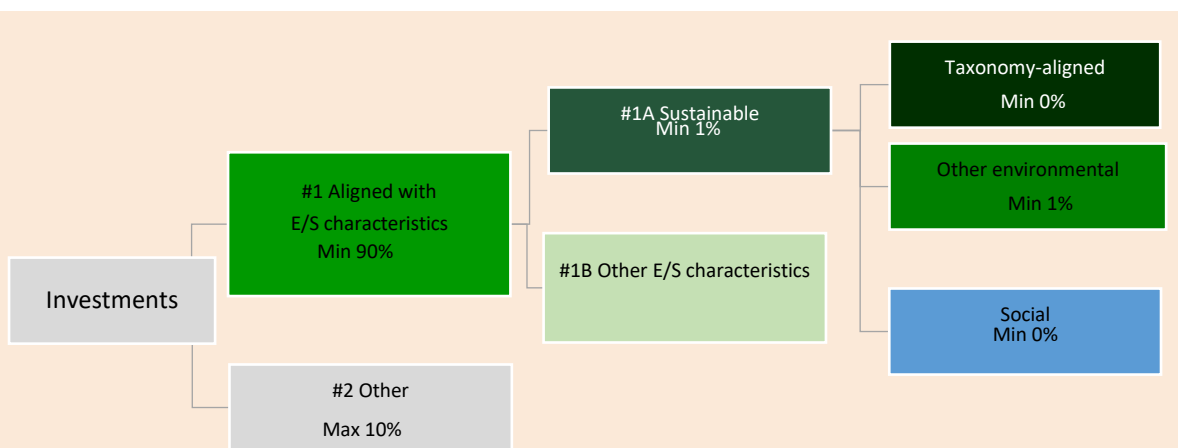 Investments
#1 Aligned with
E/S characteristics
Min 90%
#2 Other
Max 10%
#1A Sustainable
Min 1%
#1B Other E/S characteristics
Taxonomy-aligned
Min 0%
Other environmental
Min 1%
Social
Min 0%